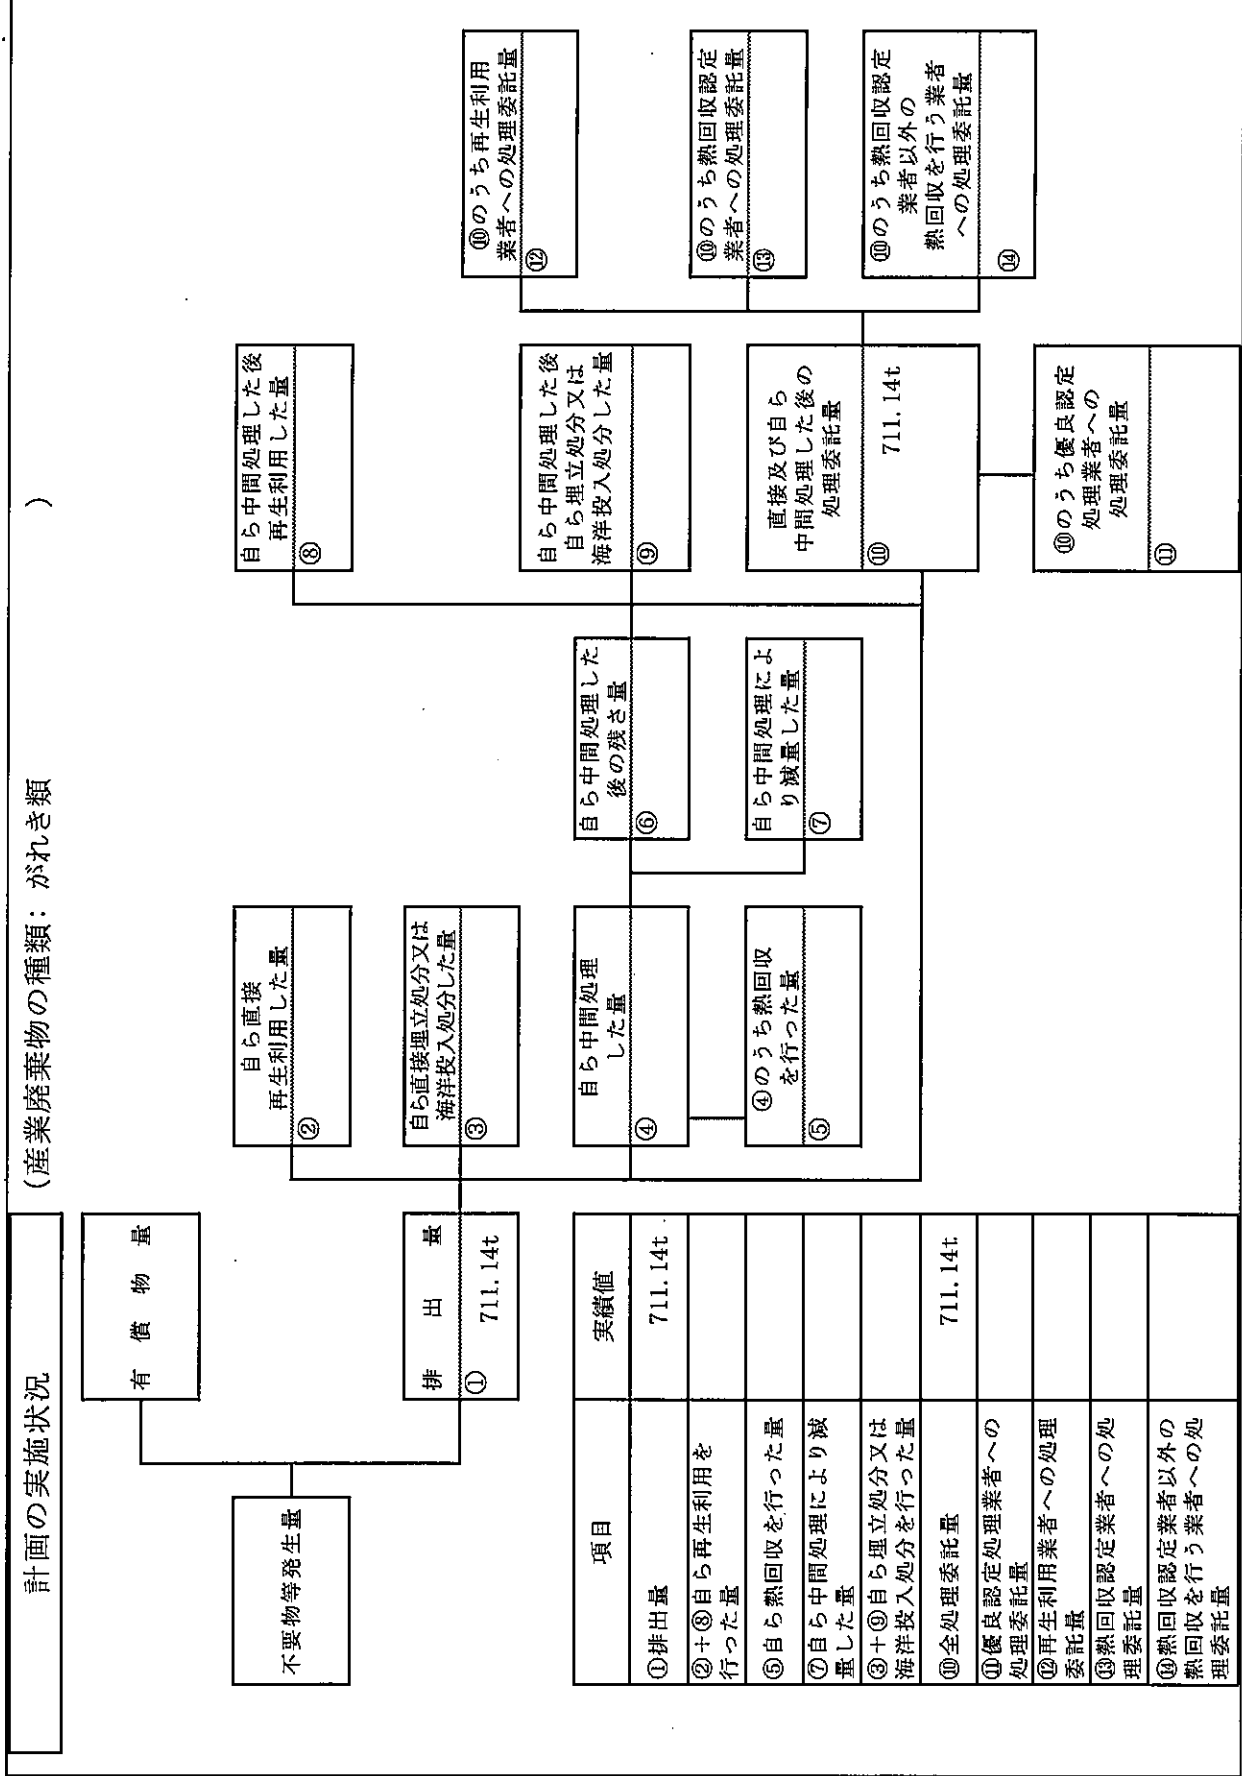 計画の実施状況
(産業廃棄物の種類: がれき類 )
不要物等発生量
有償物量
排出量
① 711.14t
自ら直接
再生利用した量
②
自ら直接埋立処分又は
海洋投入処分した量
③
自ら中間処理
した量
④
④のうち熱回収
を行った量
⑤
自ら中間処理した
後の残さ量
⑥
自ら中間処理によ
り減量した量
⑦
自ら中間処理した後
再生利用した量
⑧
自ら中間処理した後
自ら埋立処分又は
海洋投入処分した量
⑨
直接及び自ら
中間処理した後の
処理委託量
⑩ 711.14t
⑩のうち優良認定
処理業者への
処理委託量
⑪
⑩のうち再生利用
業者への処理委託量
⑫
⑩のうち熱回収認定
業者への処理委託量
⑬
⑩のうち熱回収認定
業者以外の
熱回収を行う業者
への処理委託量
⑭
項目 実績値
①排出量 711.14t
②+⑧自ら再生利用を
行った量
⑤自ら熱回収を行った量
⑦自ら中間処理により減
量した量
③+⑨自ら埋立処分又は
海洋投入処分を行った量
⑩全処理委託量 711.14t
⑪優良認定処理業者への
処理委託量
⑫再生利用業者への処理
委託量
⑬熱回収認定業者への処
理委託量
⑭熱回収認定業者以外の
熱回収を行う業者への処
理委託量